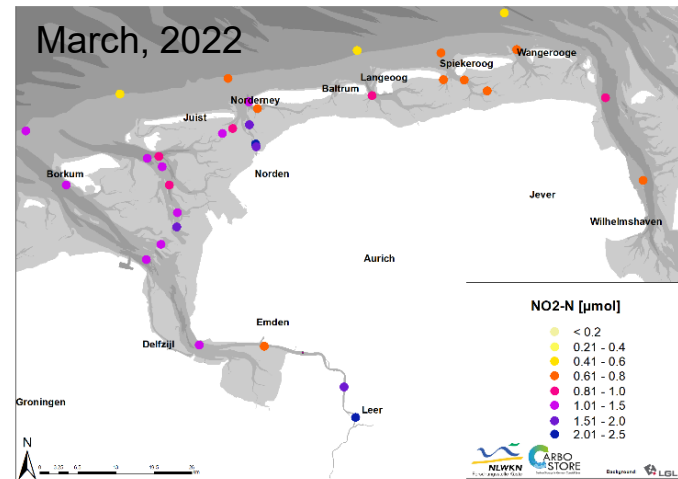 March, 2022
Wangerooge
Spiekeroog
Langeoog
Baltrum
Norderney
Juist
Borkum
Norden
Jever
Wilhelmshaven
Aurich
NO2-N [µmol]
< 0.2
0.21 - 0.4
0.41 - 0.6
0.61 - 0.8
0.81 - 1.0
1.01 - 1.5
1.51 - 2.0
2.01 - 2.5
Emden
Delfzijl
Leer
Groningen
N
NLWKN
CARBO
STORE
Background
LGL